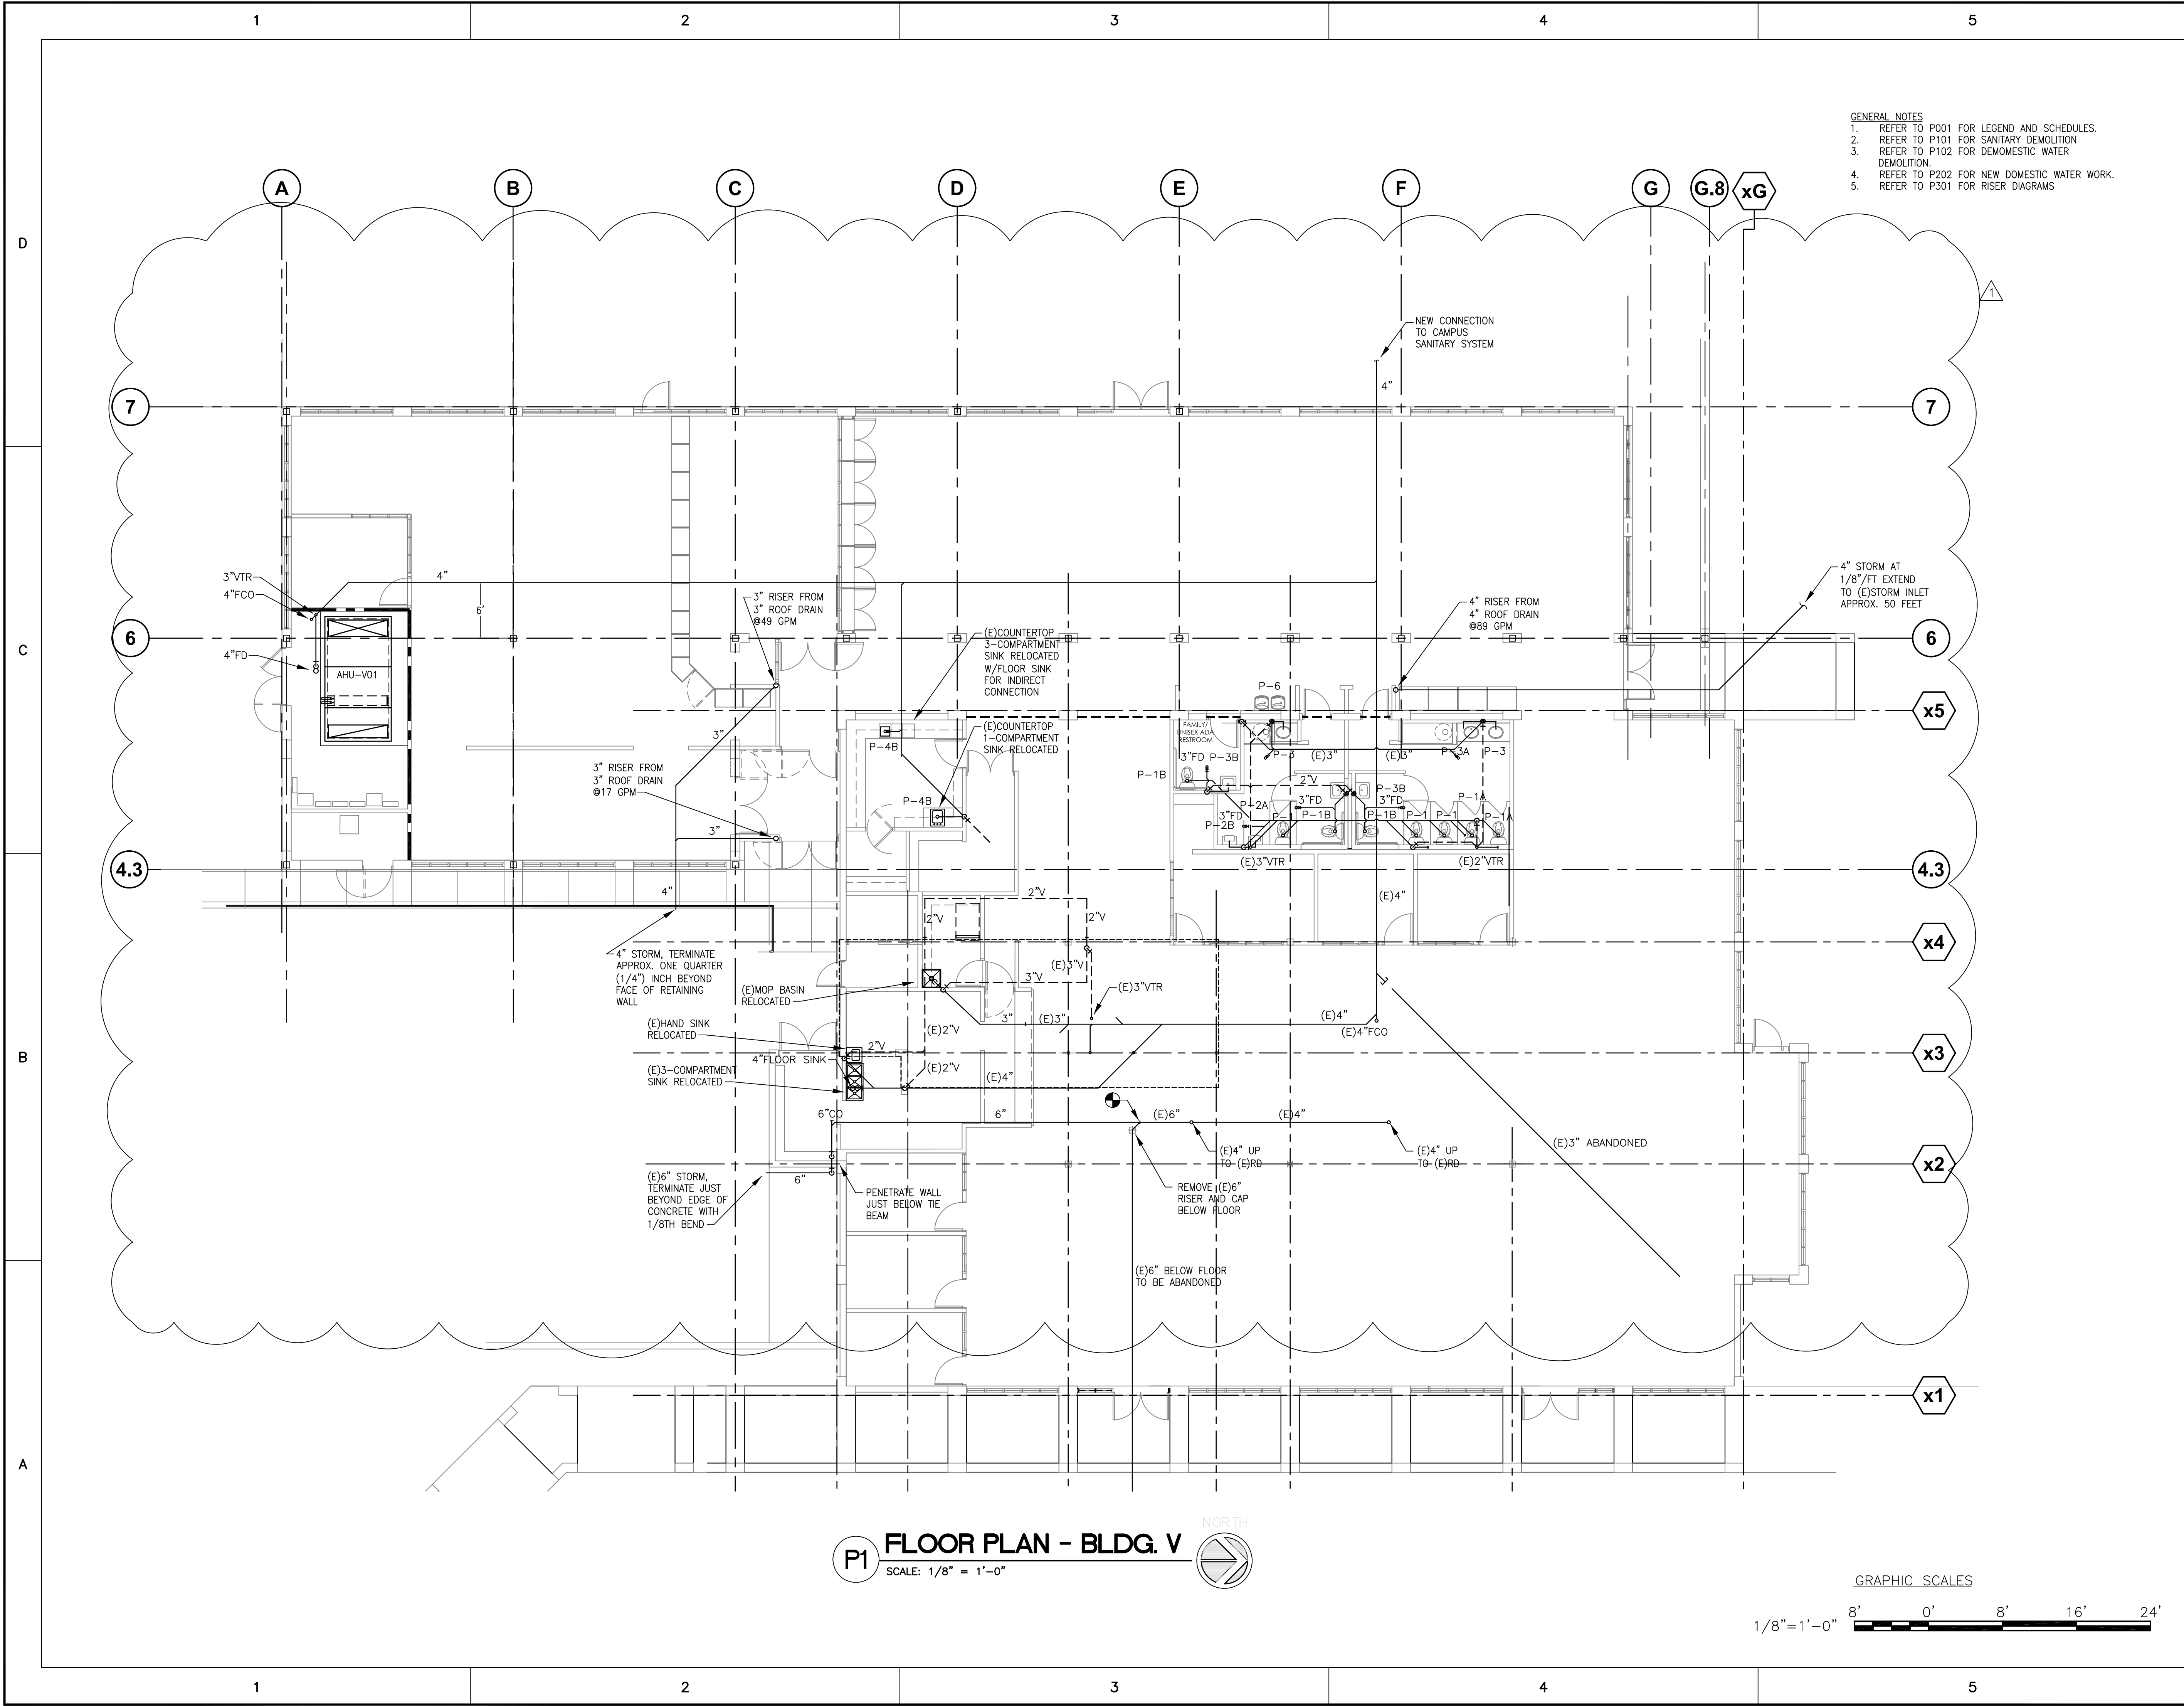 1 2 3 4 5
GENERAL NOTES
1. REFER TO P001 FOR LEGEND AND SCHEDULES.
2. REFER TO P101 FOR SANITARY DEMOLITION
3. REFER TO P102 FOR DEMOMESTIC WATER
DEMOLITION.
4. REFER TO P202 FOR NEW DOMESTIC WATER WORK.
5. REFER TO P301 FOR RISER DIAGRAMS
A B C D E F G G.8 xG
D
1
NEW CONNECTION
TO CAMPUS
SANITARY SYSTEM
4"
7 7
3"VTR
4"FCO
4"
6'
3" RISER FROM
3" ROOF DRAIN
@49 GPM
4" RISER FROM
4" ROOF DRAIN
@89 GPM
4" STORM AT
1/8"/FT EXTEND
TO (E)STORM INLET
APPROX. 50 FEET
6 6
C
4"FD
AHU-V01
(E)COUNTERTOP
3-COMPARTMENT
SINK RELOCATED
W/FLOOR SINK
FOR INDIRECT
CONNECTION
P-6
x5
(E)COUNTERTOP
1-COMPARTMENT
SINK RELOCATED
FAMILY/
UNISEX ADA
RESTROOM
3"
P-4B
3"FD P-3B
P-3
(E)3"
(E)3"
P-3A
P-3
3" RISER FROM
3" ROOF DRAIN
@17 GPM
P-1B
2"V
P-3B
P-4B
P-2A
3"FD
3"FD
P-1A
3"FD
P-1
P-1B
P-1B
P-1
P-1
P-1A
P-2B
3"
(E)3"VTR
(E)2"VTR
4.3 4.3
4"
2"V
(E)4"
2"V
2"V
x4
4" STORM, TERMINATE
APPROX. ONE QUARTER
(1/4") INCH BEYOND
FACE OF RETAINING
WALL
(E)3"V
3"V
(E)MOP BASIN
RELOCATED
(E)3"VTR
3"
(E)3"
(E)4"
(E)4"FCO
(E)HAND SINK
RELOCATED
(E)2"V
2"V
4"FLOOR SINK
x3
B
(E)3-COMPARTMENT
SINK RELOCATED
(E)2"V
(E)4"
6"CO
6"
(E)6"
(E)4"
(E)3" ABANDONED
(E)4" UP
TO (E)RD
(E)4" UP
TO (E)RD
x2
(E)6" STORM,
TERMINATE JUST
BEYOND EDGE OF
CONCRETE WITH
1/8TH BEND
6"
PENETRATE WALL
JUST BELOW TIE
BEAM
REMOVE (E)6"
RISER AND CAP
BELOW FLOOR
(E)6" BELOW FLOOR
TO BE ABANDONED
x1
A
P1 FLOOR PLAN - BLDG. V
SCALE: 1/8" = 1'-0"
NORTH
GRAPHIC SCALES
1/8"=1'-0"
8' 0' 8' 16' 24'
1 2 3 4 5